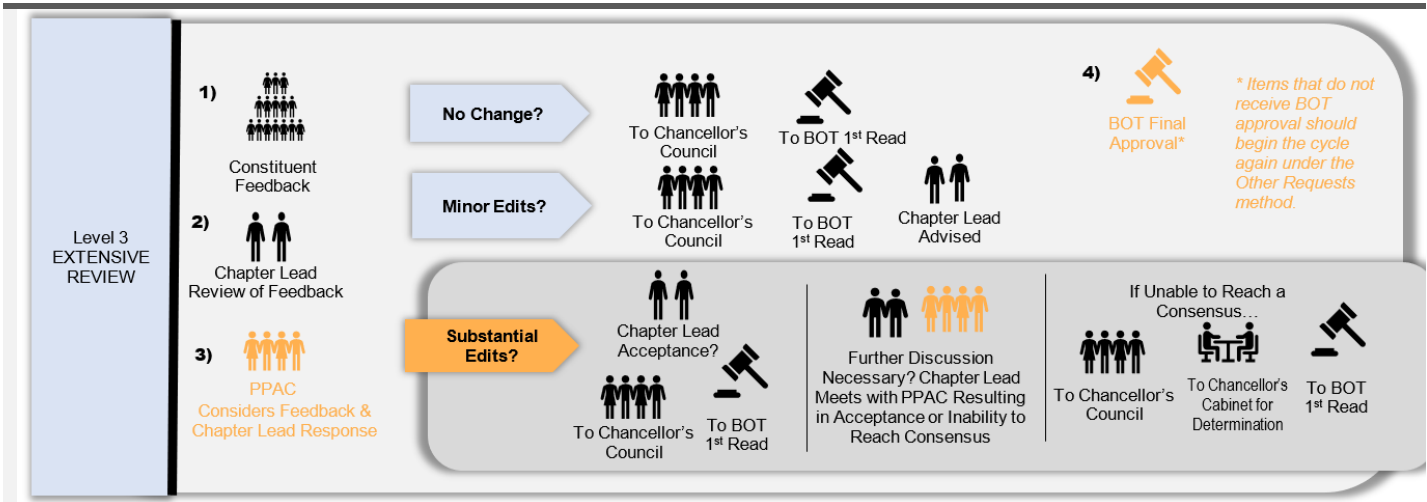 Level 3
EXTENSIVE
REVIEW
1)
Constituent
Feedback
2)
Chapter Lead
Review of Feedback
3)
PPAC
Considers Feedback &
Chapter Lead Response
No Change?
To Chancellor's
Council
To BOT 1st Read
Minor Edits?
To Chancellor's
Council
To BOT
1st Read
Chapter Lead
Advised
Substantial
Edits?
Chapter Lead
Acceptance?
To Chancellor's
Council
To BOT
1st Read
Further Discussion
Necessary? Chapter Lead
Meets with PPAC Resulting
in Acceptance or Inability to
Reach Consensus
If Unable to Reach a
Consensus…
To Chancellor's
Council
To Chancellor's
Cabinet for
Determination
To BOT
1st Read
4)
BOT Final
Approval*
* Items that do not
receive BOT
approval should
begin the cycle
again under the
Other Requests
method.